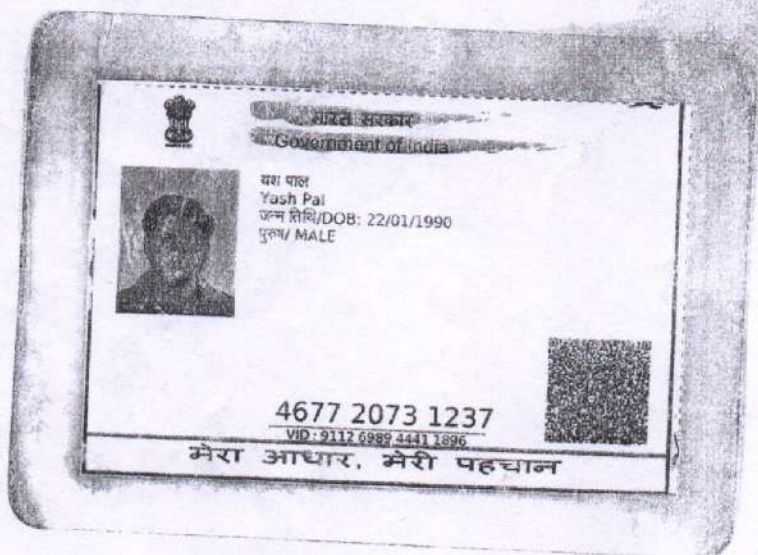 भारत सरकार
Government of India
यश पाल
Yash Pal
जन्म तिथि/DOB: 22/01/1990
पुरुष/ MALE
4677 2073 1237
VID : 9112 6989 4441 1896
मेरा आधार, मेरी पहचान